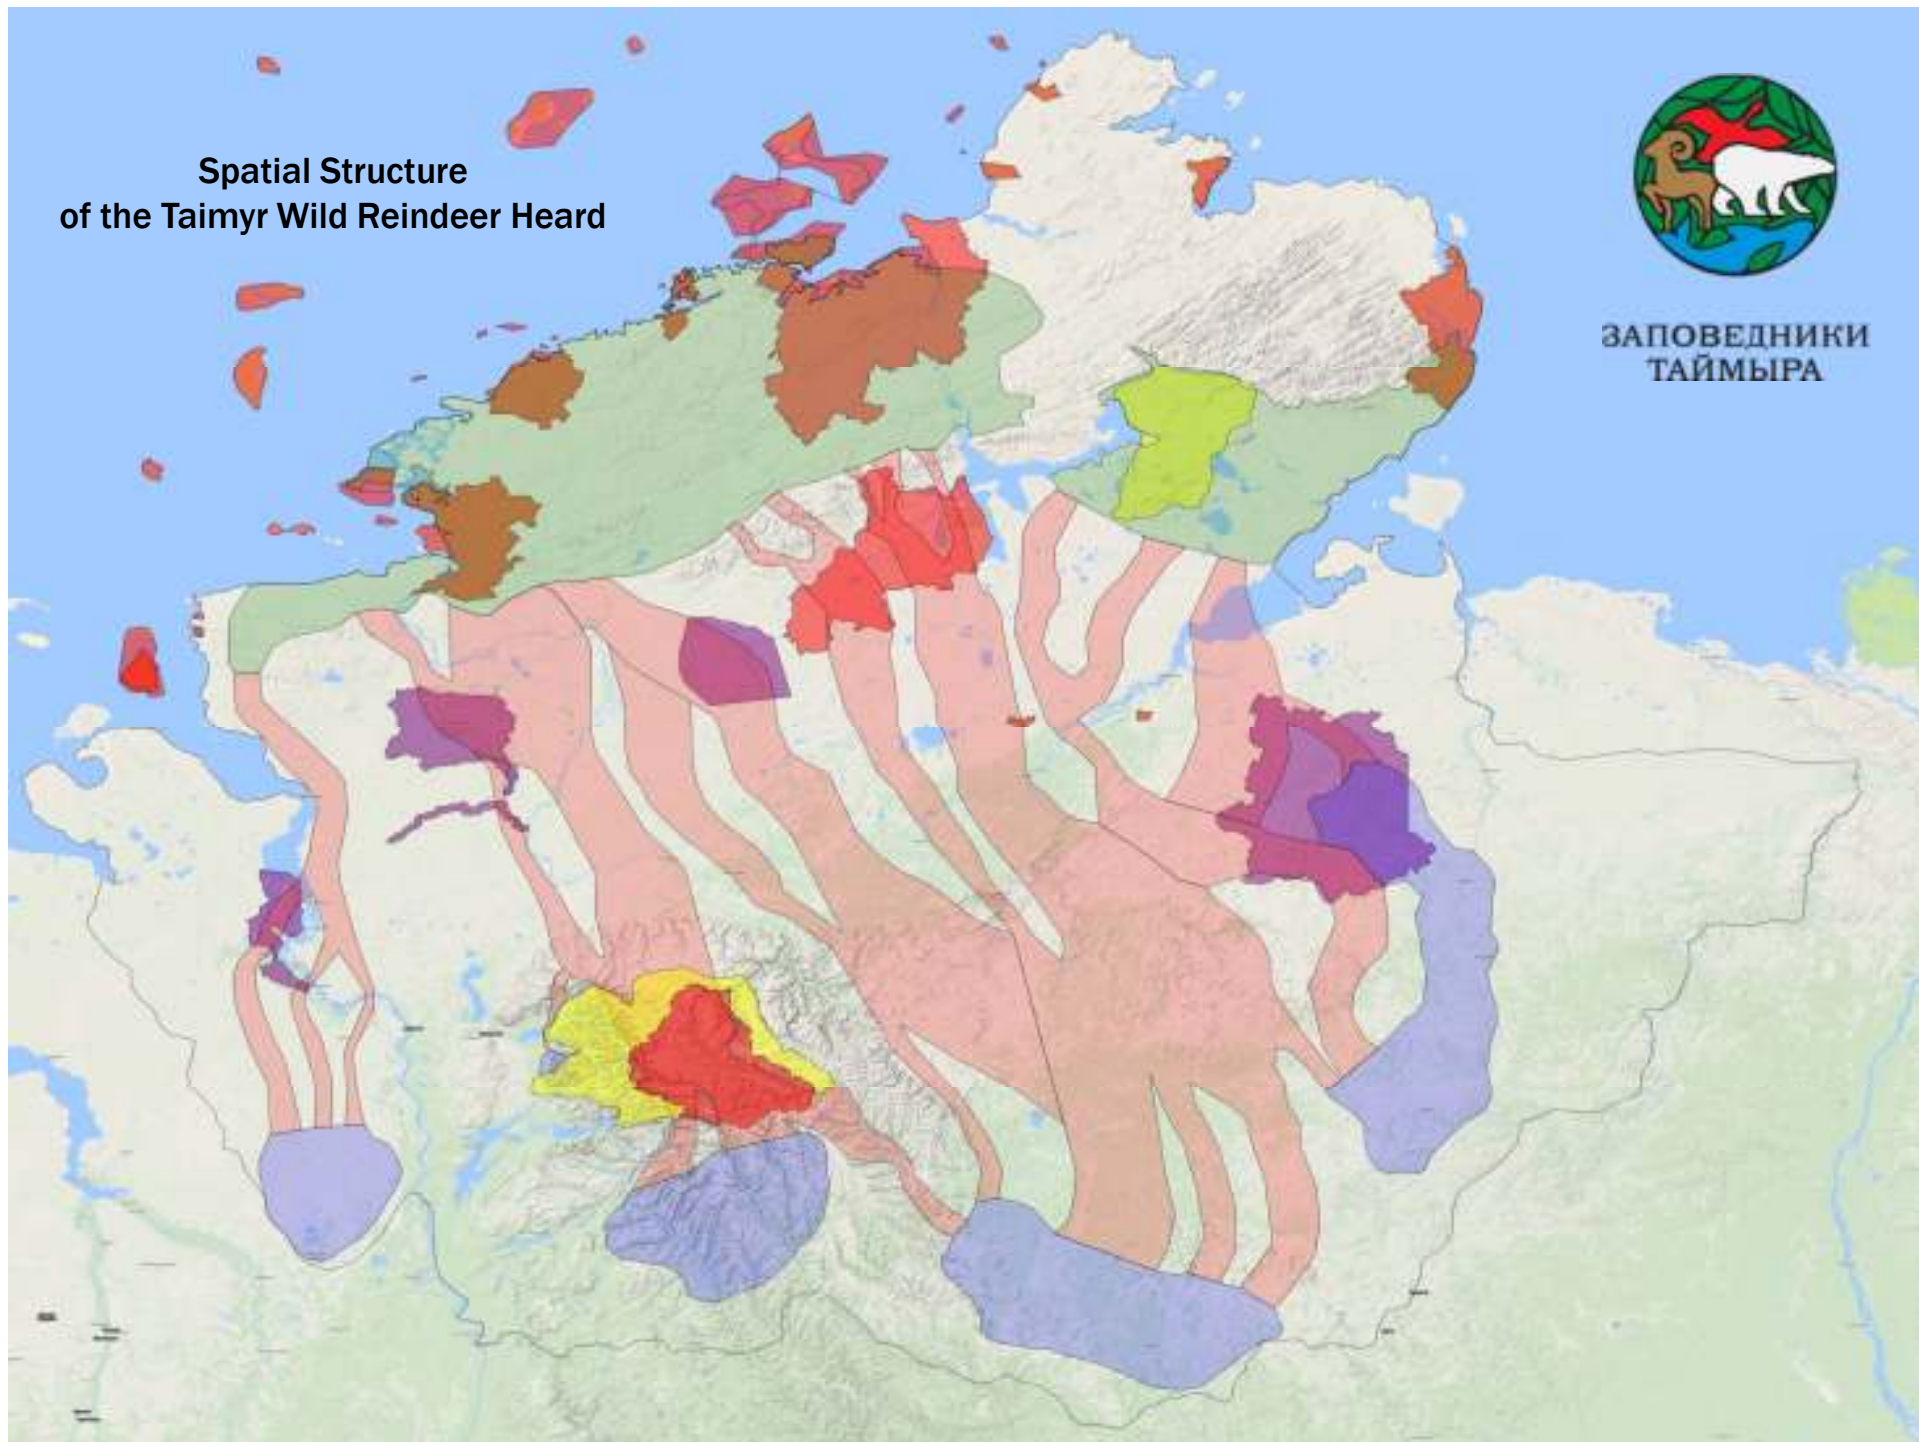 Spatial Structure
of the Taimyr Wild Reindeer Heard
ЗАПОВЕДНИКИ
ТАЙМЫРА